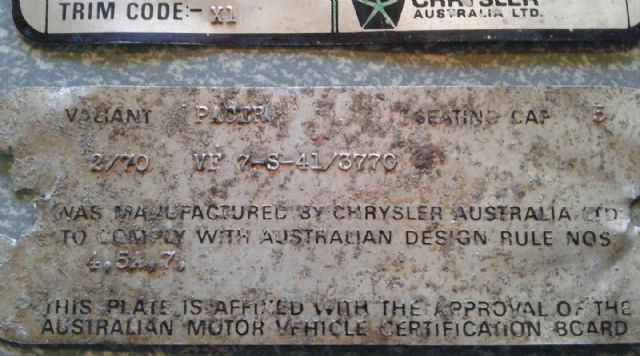 TRIM CODE:- X1
CHRYSLER
AUSTRALIA LTD.
VALIANT PACER SEATING CAP 5
2/70 VF 7-S-41/3770
WAS MANUFACTURED BY CHRYSLER AUSTRALIA LTD
TO COMPLY WITH AUSTRALIAN DESIGN RULE NOS
4,5A,7.
THIS PLATE IS AFFIXED WITH THE APPROVAL OF THE
AUSTRALIAN MOTOR VEHICLE CERTIFICATION BOARD